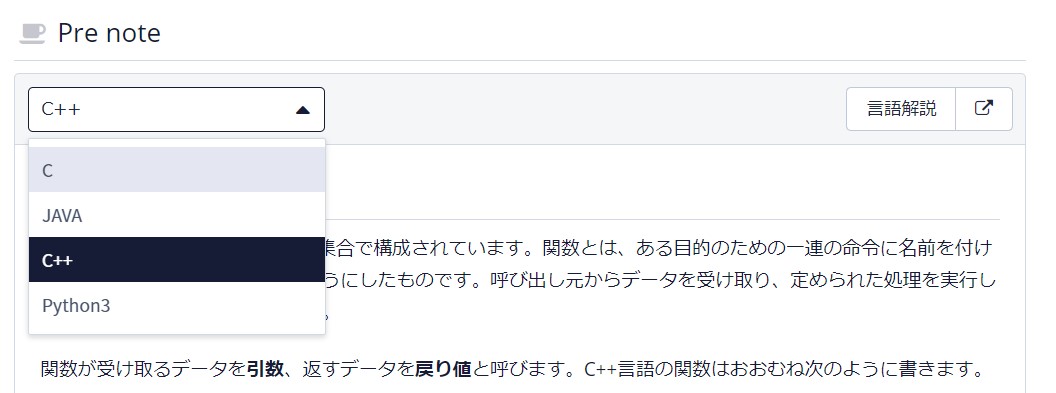 Pre note
C++
言語解説
C
JAVA
C++
Python3
集合で構成されています。関数とは、ある目的のための一連の命令に名前を付け
うにしたものです。呼び出し元からデータを受け取り、定められた処理を実行し
。
関数が受け取るデータを引数、返すデータを戻り値と呼びます。C++言語の関数はおおむね次のように書きます。